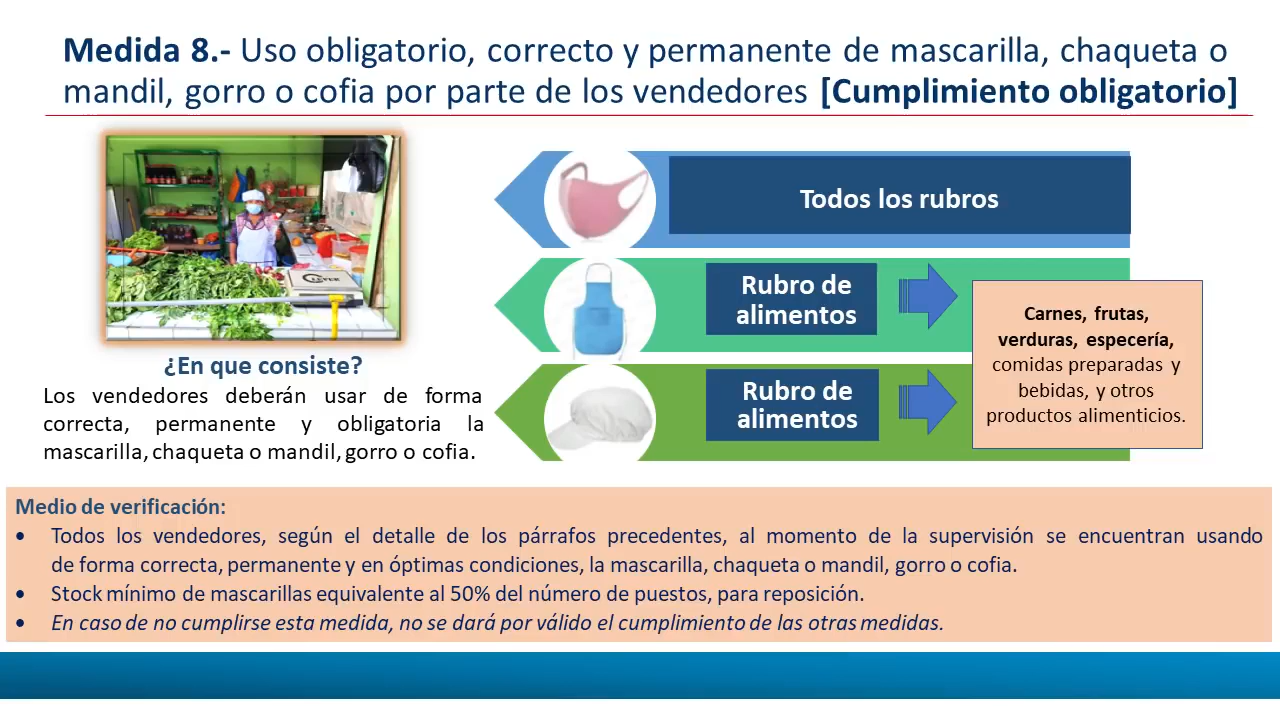 Medida 8.- Uso obligatorio, correcto y permanente de mascarilla, chaqueta o
mandil, gorro o cofia por parte de los vendedores [Cumplimiento obligatorio]
¿En que consiste?
Los vendedores deberán usar de forma
correcta, permanente y obligatoria la
mascarilla, chaqueta o mandil, gorro o cofia.
Todos los rubros
Rubro de
alimentos
Rubro de
alimentos
Carnes, frutas,
verduras, especería,
comidas preparadas y
bebidas, y otros
productos alimenticios.
Medio de verificación:
• Todos los vendedores, según el detalle de los párrafos precedentes, al momento de la supervisión se encuentran usando
de forma correcta, permanente y en óptimas condiciones, la mascarilla, chaqueta o mandil, gorro o cofia.
• Stock mínimo de mascarillas equivalente al 50% del número de puestos, para reposición.
• En caso de no cumplirse esta medida, no se dará por válido el cumplimiento de las otras medidas.